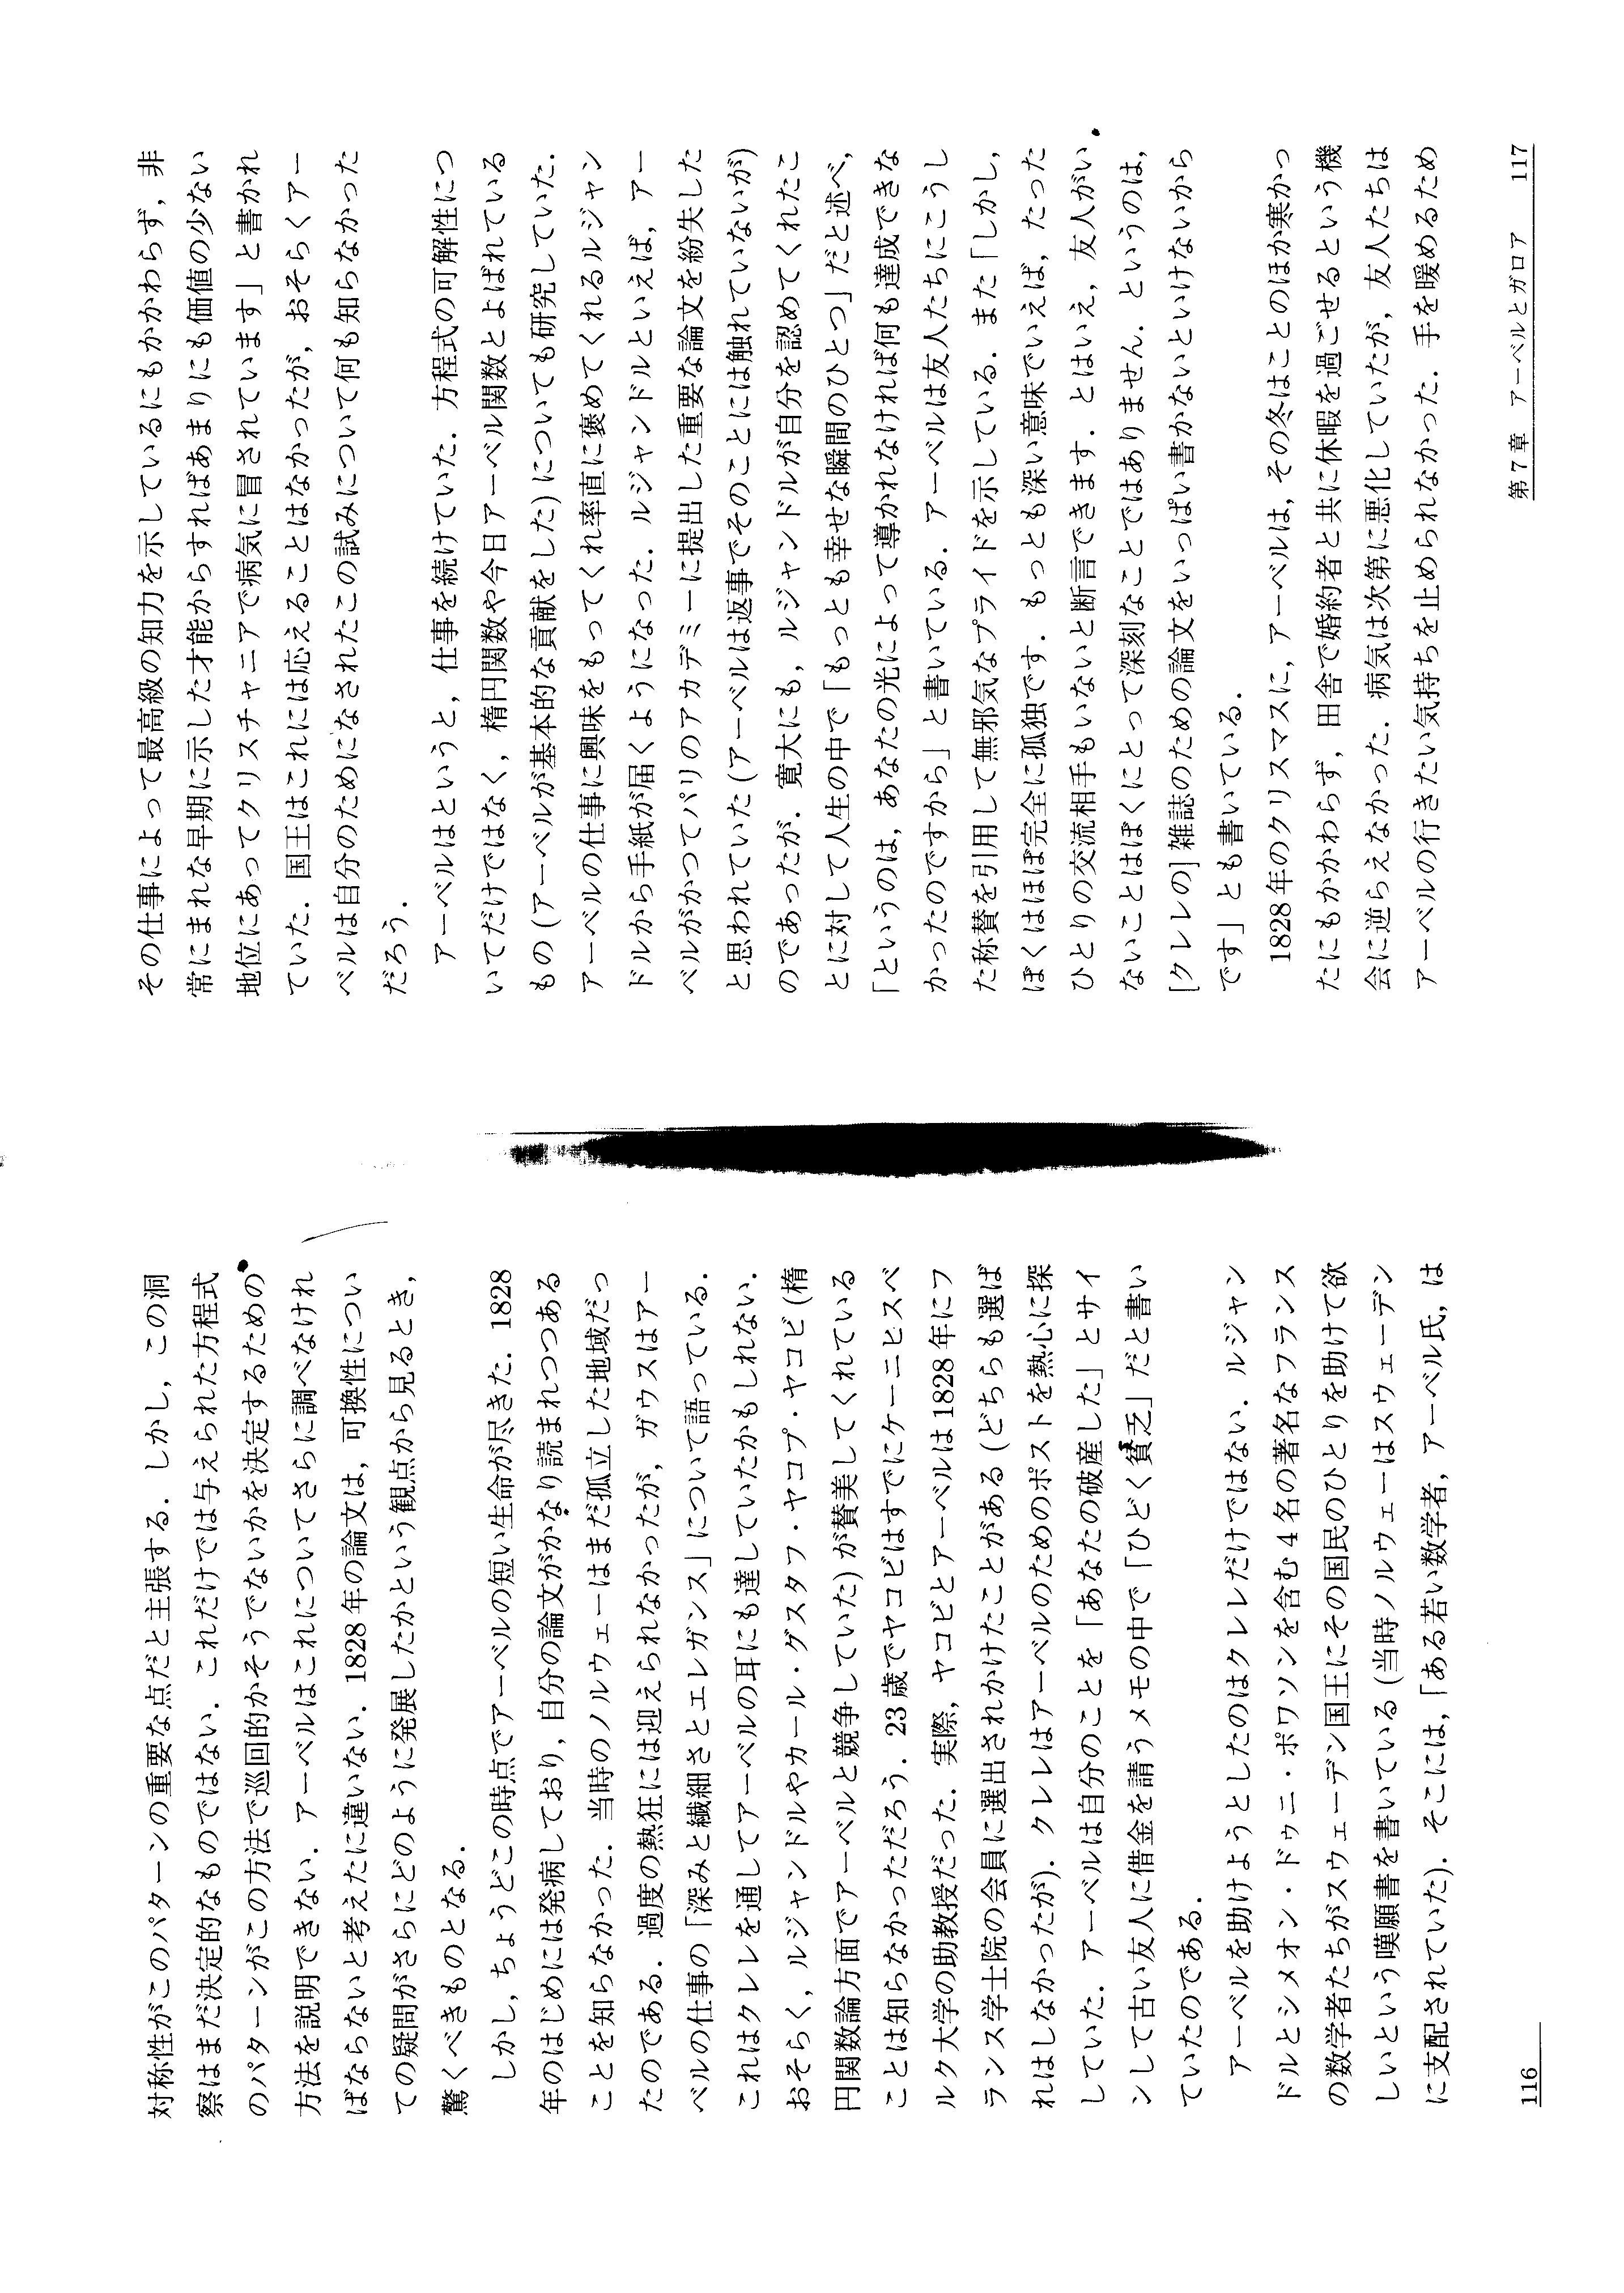 対称性がこのパターンの重要な点だと主張する．しかし，この洞
察はまだ決定的なものではない．これだけでは与えられた方程式
のパターンがこの方法で巡回的かそうでないかを決定するための
方法を説明できない．アーベルはこれについてさらに調べなけれ
ばならないと考えたに違いない．1828年の論文は，可換性につい
ての疑問がさらにどのように発展したかという観点から見るとき，
驚くべきものとなる．
しかし，ちょうどこの時点でアーベルの短い生命が尽きた．1828
年のはじめには発病しており，自分の論文がかなり読まれつつある
ことを知らなかった．当時のノルウェーはまだ孤立した地域だっ
たのである．過度の熱狂には迎えられなかったが，ガウスはアー
ベルの仕事の「深みと繊細さとエレガンス」について語っている．
これはクレレを通してアーベルの耳にも達していたかもしれない．
おそらく，ルジャンドルやカール・グスタフ・ヤコブ・ヤコビ（楕
円関数論方面でアーベルと競争していた）が賛美してくれている
ことは知らなかっただろう．23歳でヤコビはすでにケーニヒスベ
ルク大学の助教授だった．実際，ヤコビとアーベルは1828年にフ
ランス学士院の会員に選出されかけたことがある（どちらも選ば
れはしなかったが）．クレレはアーベルのためのポストを熱心に探
していた．アーベルは自分のことを「あなたの破産した」とサイ
ンして古い友人に借金を請うメモの中で「ひどく貧乏」だと書い
ていたのである．
アーベルを助けようとしたのはクレレだけではない．ルジャン
ドルとシメオン・ドゥニ・ポワソンを含む4名の著名なフランス
の数学者たちがスウェーデン国王にその国民のひとりを助けて欲
しいという嘆願書を書いている（当時ノルウェーはスウェーデン
に支配されていた）．そこには，「ある若い数学者，アーベル氏，は
116
その仕事によって最高級の知力を示しているにもかかわらず，非
常にまれな早期に示した才能からすればあまりにも価値の少ない
地位にあってクリスチャニアで病気に冒されています」と書かれ
ていた．国王はこれには応えることはなかったが，おそらくアー
ベルは自分のためになされたこの試みについて何も知らなかった
だろう．
アーベルはというと，仕事を続けていた．方程式の可解性につ
いてだけではなく，楕円関数や今日アーベル関数とよばれている
もの（アーベルが基本的な貢献をした）についても研究していた．
アーベルの仕事に興味をもってくれ率直に褒めてくれるルジャン
ドルから手紙が届くようになった．ルジャンドルといえば，アー
ベルがかつてパリのアカデミーに提出した重要な論文を紛失した
と思われていた（アーベルは返事でそのことには触れていないが）
のであったが．寛大にも，ルジャンドルが自分を認めてくれたこ
とに対して人生の中で「もっとも幸せな瞬間のひとつ」だと述べ，
「というのは，あなたの光によって導かれなければ何も達成できな
かったのですから」と書いている．アーベルは友人たちにこうし
た称賛を引用して無邪気なプライドを示している．また「しかし，
ぼくはほぼ完全に孤独です．もっとも深い意味でいえば，たった
ひとりの交流相手もいないと断言できます．とはいえ，友人がい
ないことはぼくにとって深刻なことではありません．というのは，
[クレレの]雑誌のための論文をいっぱい書かないといけないから
です」とも書いている．
1828年のクリスマスに，アーベルは，その冬はことのほか寒かっ
たにもかかわらず，田舎で婚約者と共に休暇を過ごせるという機
会に逆らえなかった．病気は次第に悪化していたが，友人たちは
アーベルの行きたい気持ちを止められなかった．手を暖めるため
第7章 アーベルとガロア 117